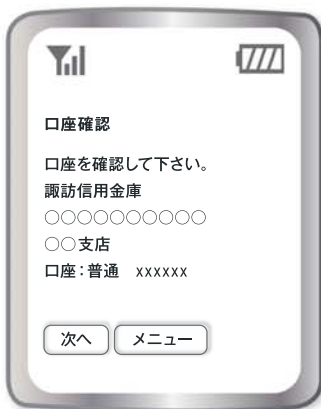 口座確認
口座を確認して下さい。
諏訪信用金庫
○○○○○○○○○○
○○支店
口座：普通　xxxxxx
次へ　メニュー